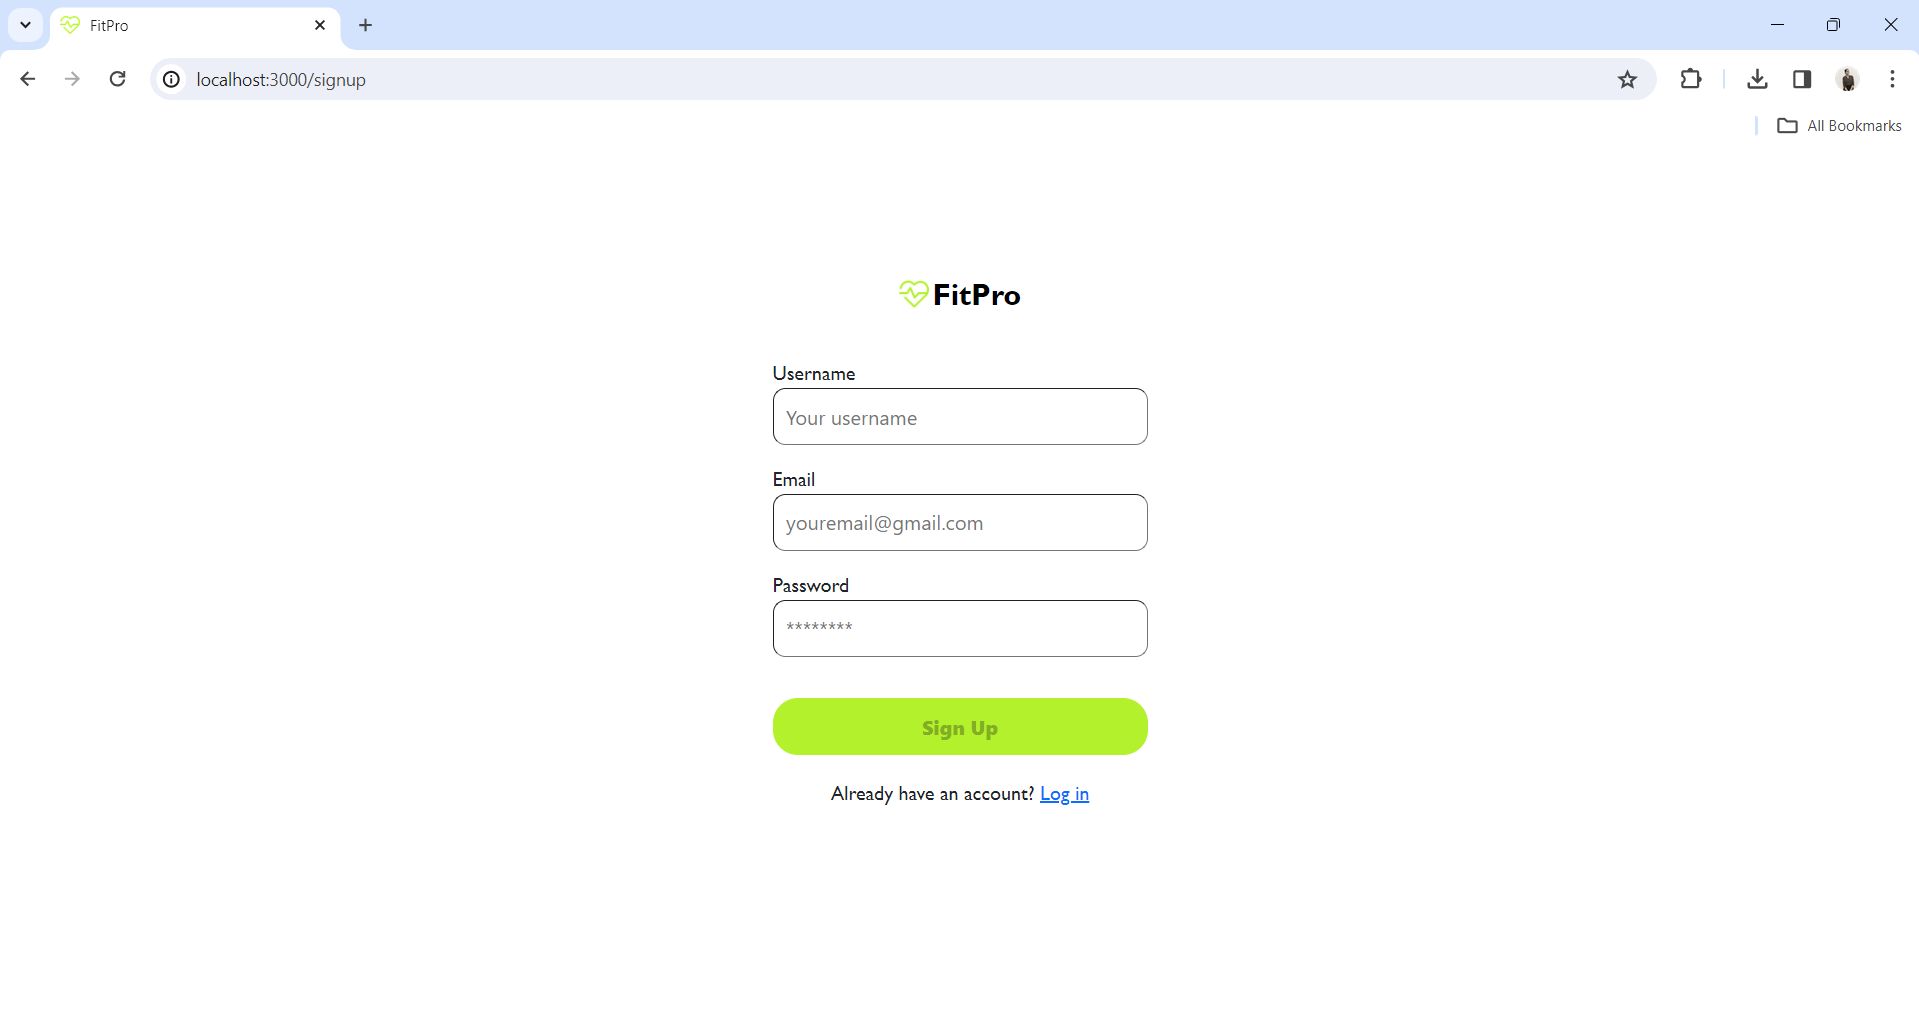 FitPro
localhost:3000/signup
All Bookmarks
FitPro
Username
Your username
Email
youremail@gmail.com
Password
********
Sign Up
Already have an account? Log in